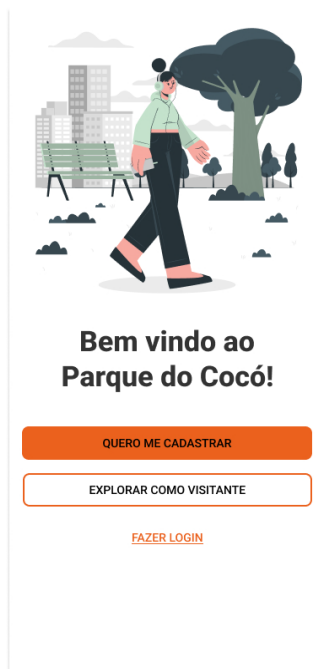 Bem vindo ao
Parque do Cocó!
QUERO ME CADASTRAR
EXPLORAR COMO VISITANTE
FAZER LOGIN